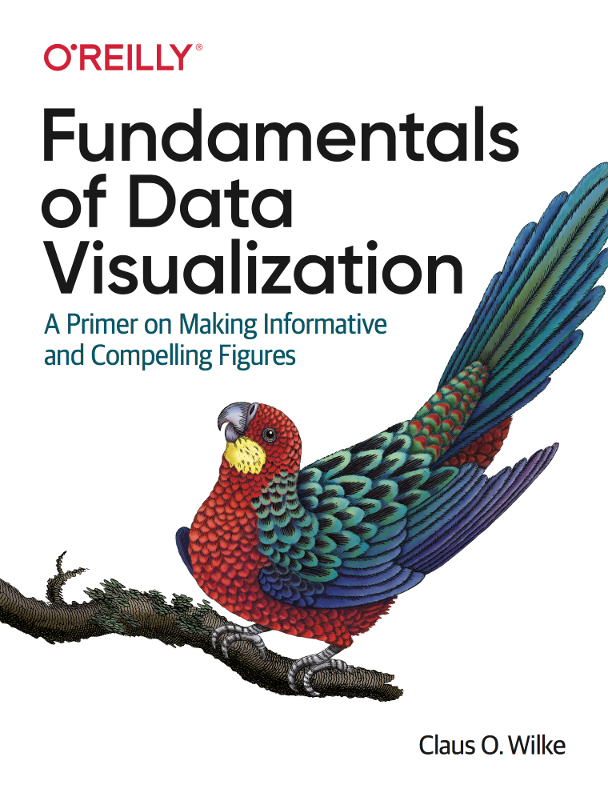 O'REILLY®
Fundamentals
of Data
Visualization
A Primer on Making Informative
and Compelling Figures
Claus O. Wilke